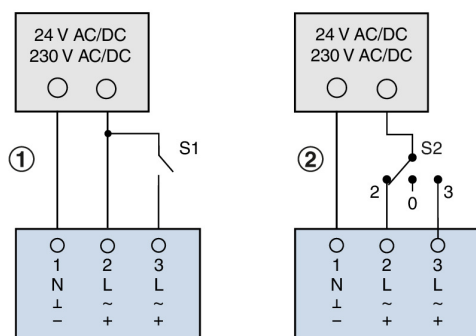 24 V AC/DC
230 V AC/DC
1
S1
1 2 3
N L L
⊥ ~ ~
− + +
24 V AC/DC
230 V AC/DC
2
S2
2 0 3
1 2 3
N L L
⊥ ~ ~
− + +